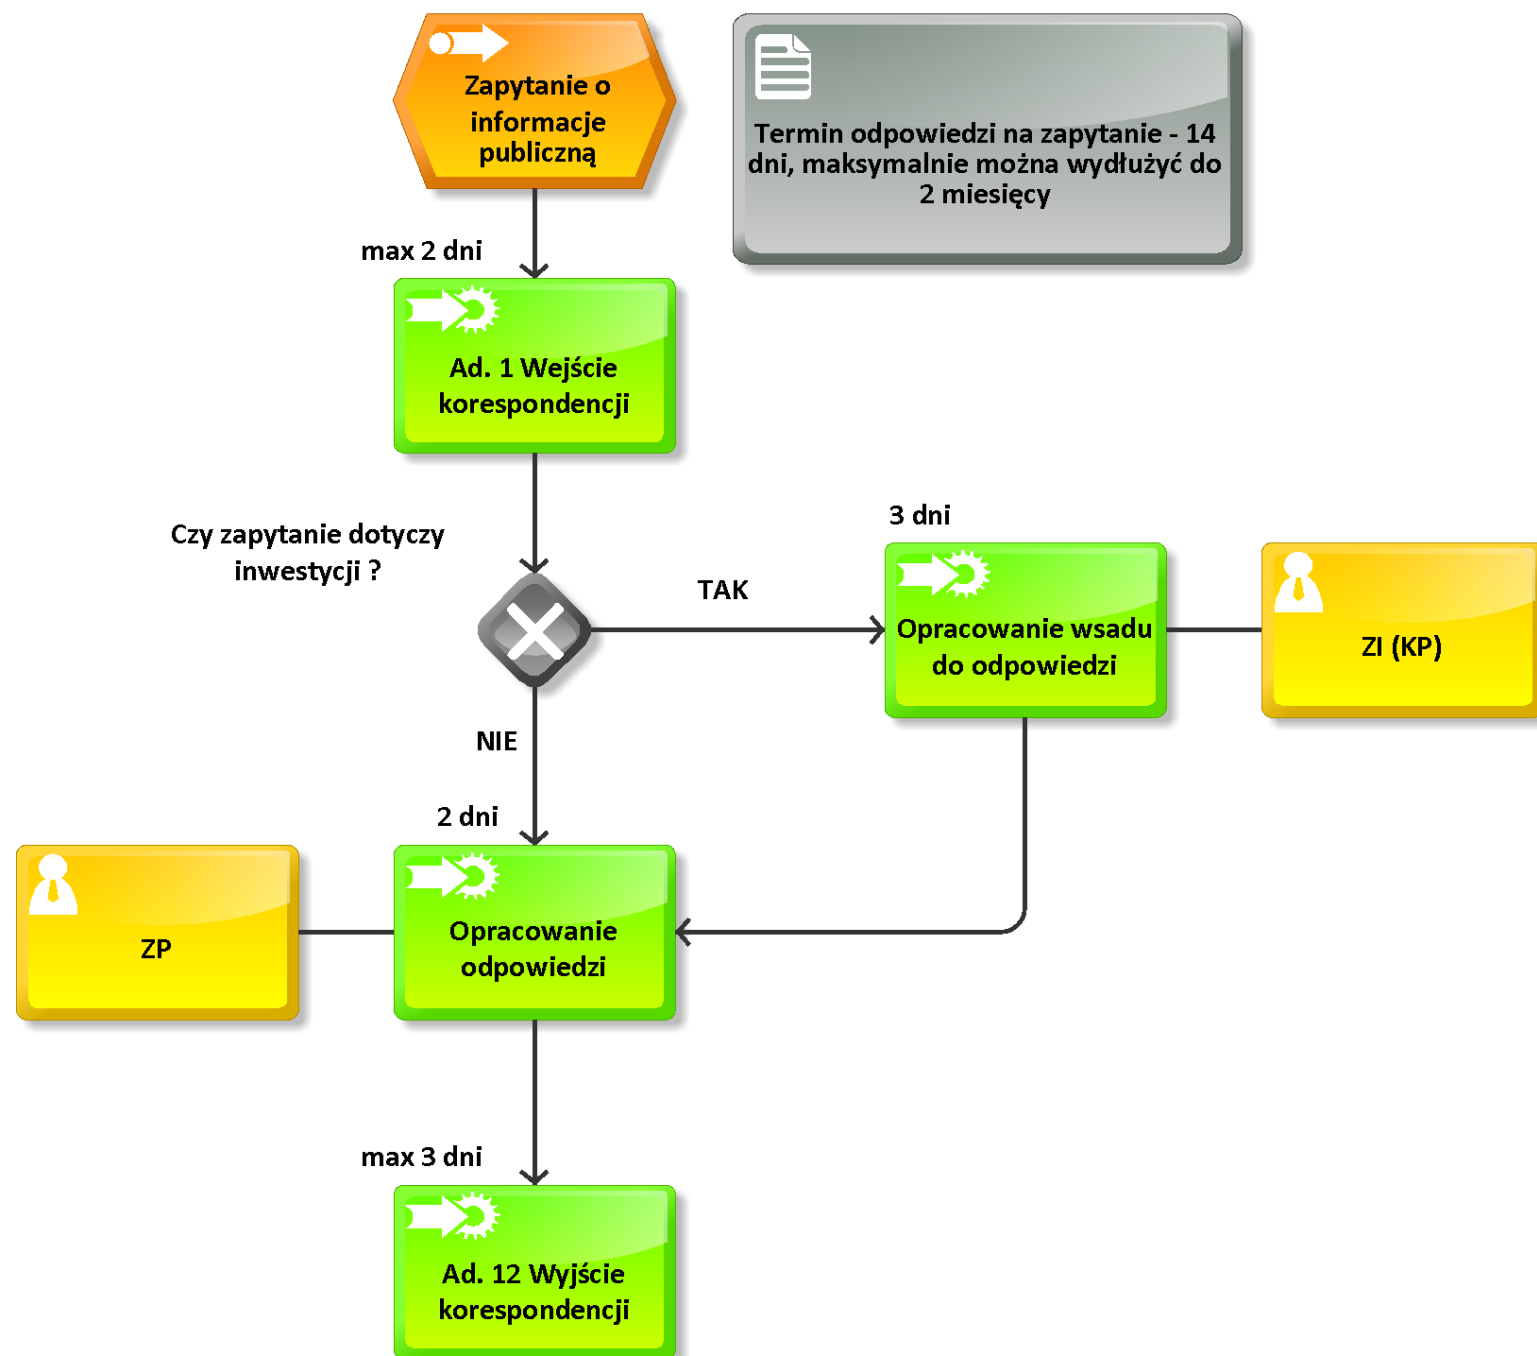 Zapytanie o
informacje
publiczną
Termin odpowiedzi na zapytanie - 14
dni, maksymalnie można wydłużyć do
2 miesięcy
max 2 dni
Ad. 1 Wejście
korespondencji
Czy zapytanie dotyczy
inwestycji ?
TAK
3 dni
Opracowanie wsadu
do odpowiedzi
ZI (KP)
NIE
2 dni
ZP
Opracowanie
odpowiedzi
max 3 dni
Ad. 12 Wyjście
korespondencji